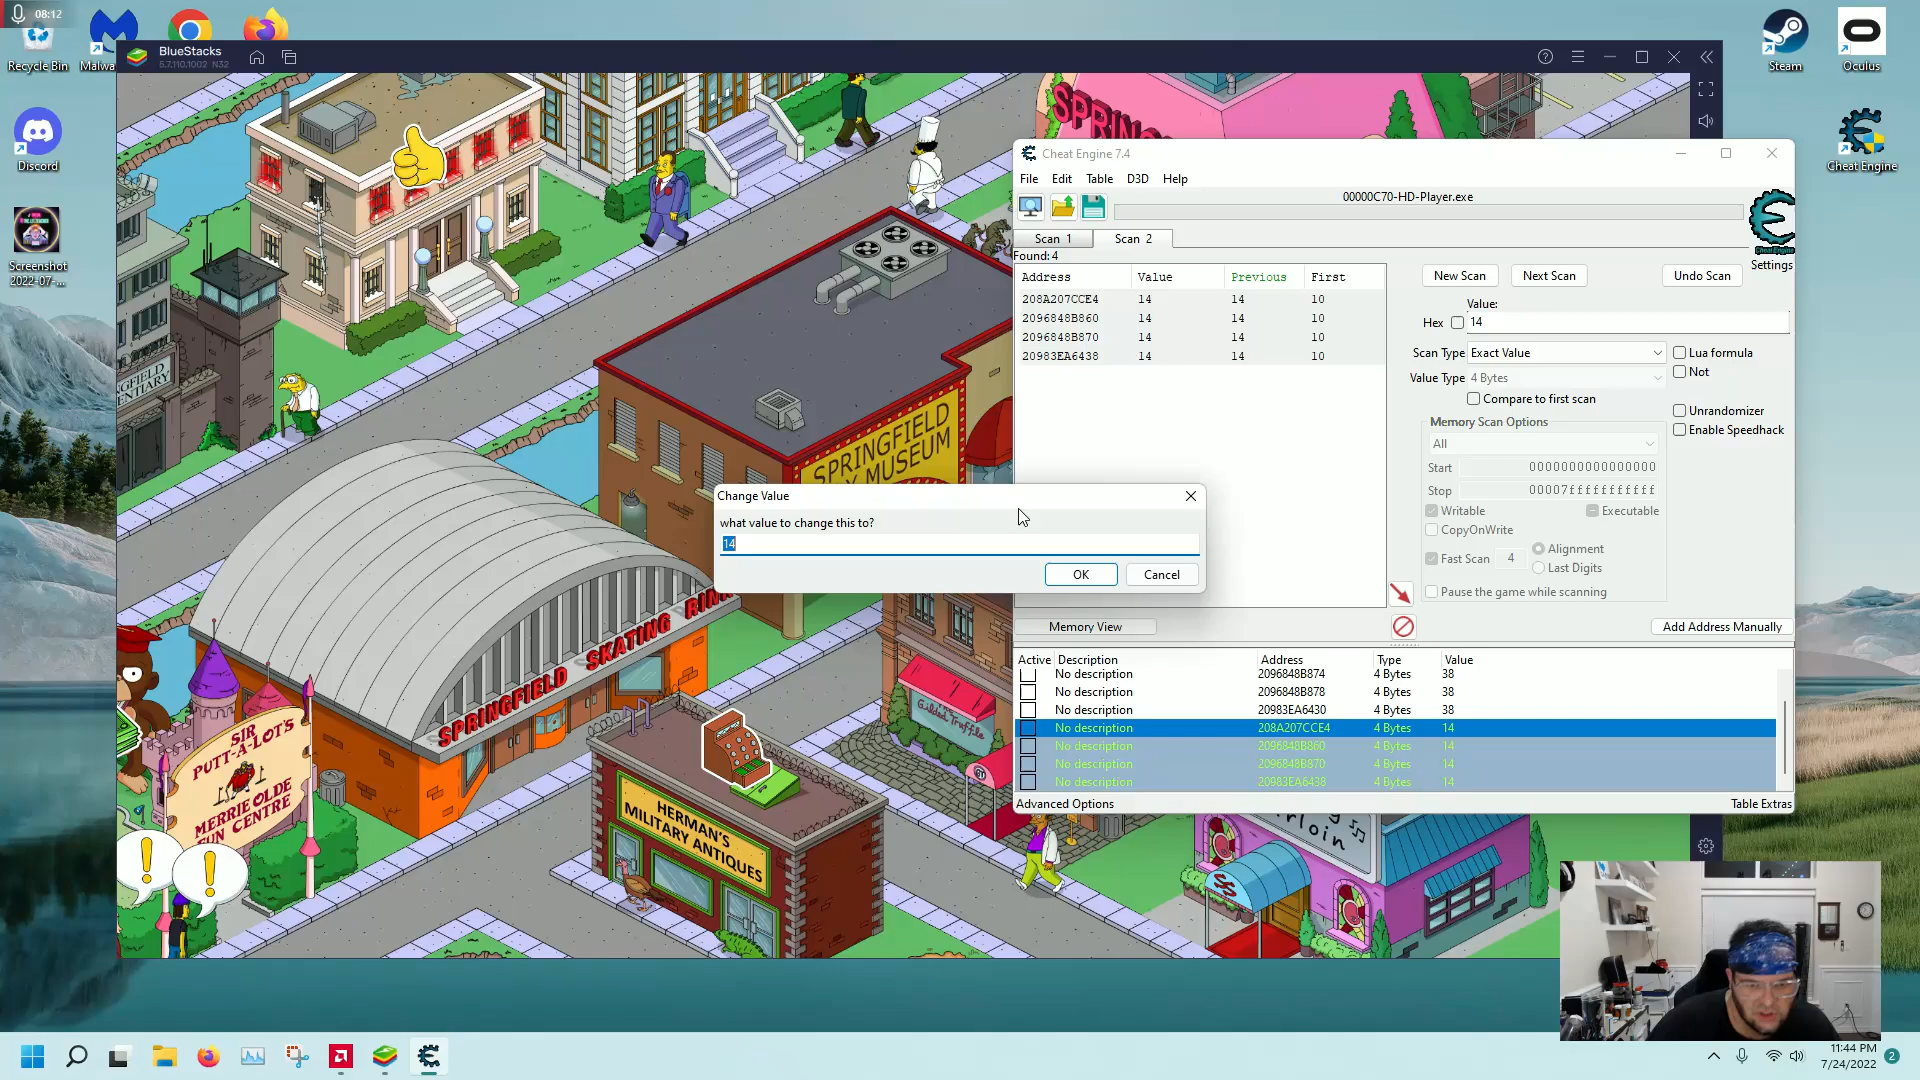 08:12
Recycle Bin
Malwa
BlueStacks
5.7.110.1002 N32
Steam
Oculus
Discord
Cheat Engine
Screenshot
2022-07-...
Cheat Engine 7.4
File Edit Table D3D Help
00000C70-HD-Player.exe
Scan 1 Scan 2
Cheat Engine
Settings
Found: 4
Address Value Previous First
208A207CCE4 14 14 10
2096848B860 14 14 10
2096848B870 14 14 10
20983EA6438 14 14 10
New Scan Next Scan Undo Scan
Value:
Hex 14
Scan Type Exact Value
Lua formula
Value Type 4 Bytes
Not
Compare to first scan
Unrandomizer
Enable Speedhack
Memory Scan Options
All
Start 0000000000000000
Stop 00007fffffffffff
Writable Executable
CopyOnWrite
Fast Scan 4 Alignment
Last Digits
Pause the game while scanning
Memory View
Add Address Manually
Change Value
what value to change this to?
14
OK Cancel
Active Description Address Type Value
No description 2096848B874 4 Bytes 38
No description 2096848B878 4 Bytes 38
No description 20983EA6430 4 Bytes 38
No description 208A207CCE4 4 Bytes 14
No description 2096848B860 4 Bytes 14
No description 2096848B870 4 Bytes 14
No description 20983EA6438 4 Bytes 14
Advanced Options Table Extras
SPRINGFIELD
MUSEUM
SPRINGFIELD SKATING RINK
Gilded Truffle
SIR
PUTT-A-LOT'S
MERRIE OLDE
FUN CENTRE
HERMAN'S
MILITARY ANTIQUES
! !
11:44 PM
7/24/2022
2